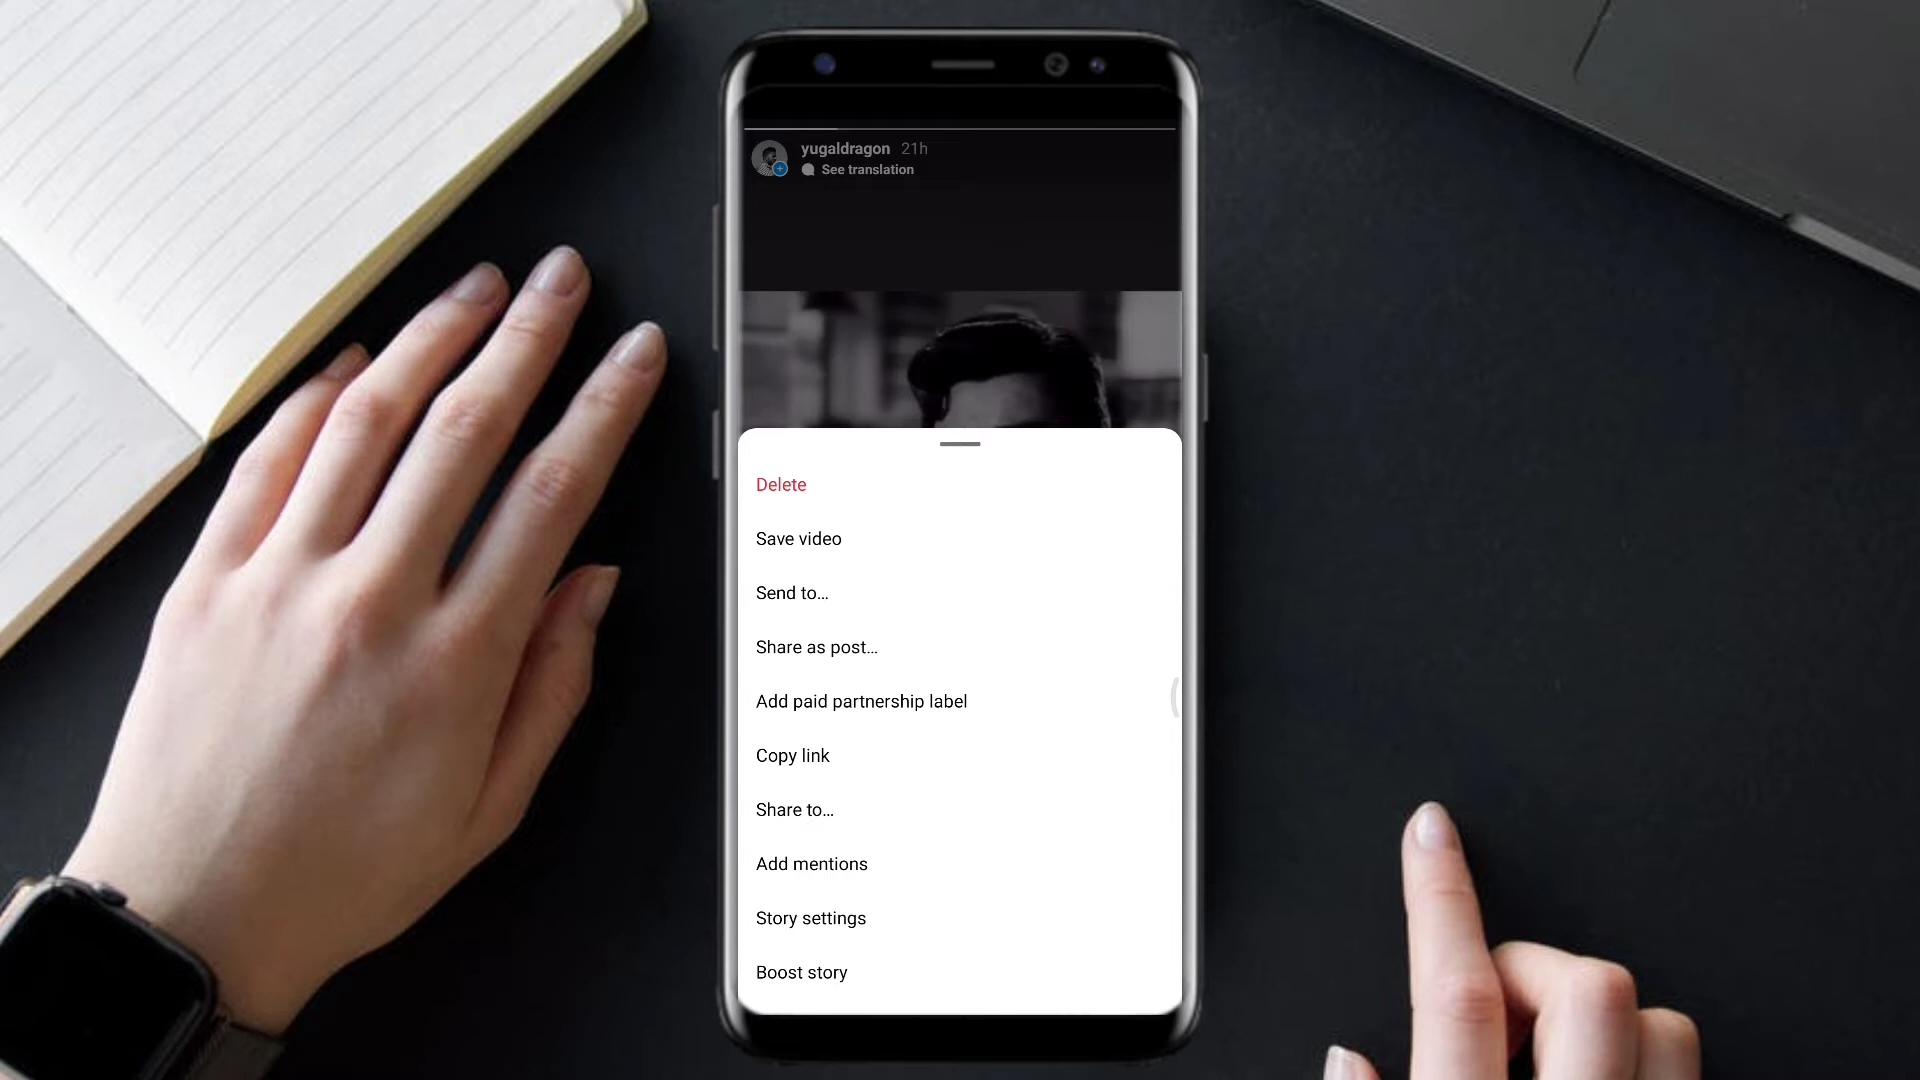 yugaldragon 21h
See translation
Delete
Save video
Send to...
Share as post...
Add paid partnership label
Copy link
Share to...
Add mentions
Story settings
Boost story